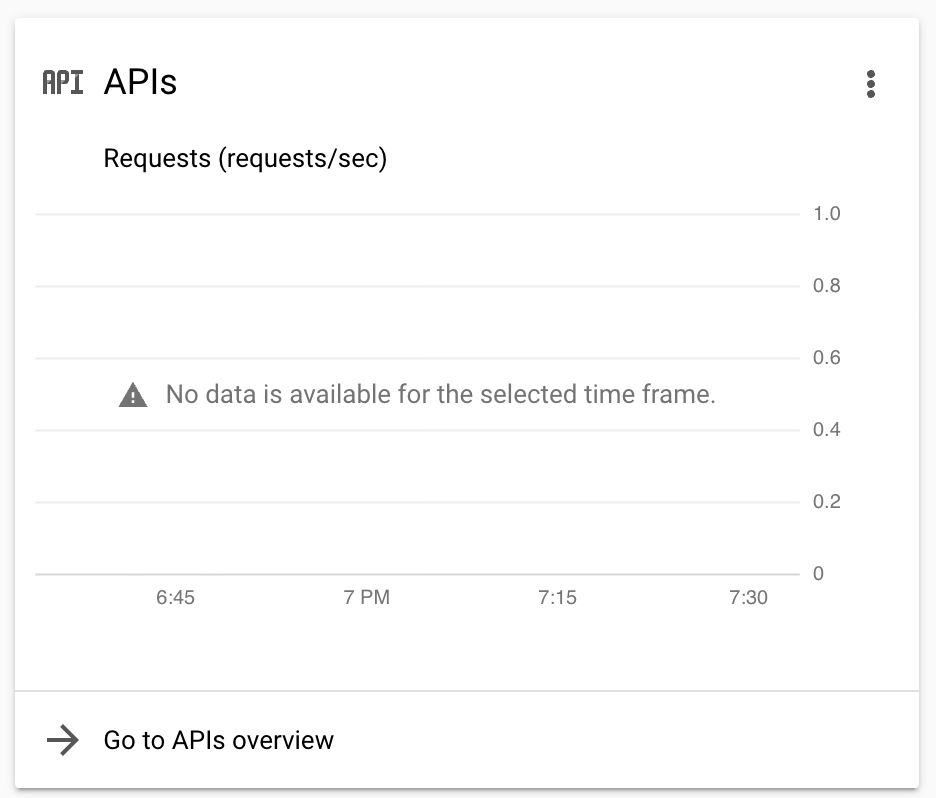 API APIs
Requests (requests/sec)
1.0
0.8
0.6
No data is available for the selected time frame.
0.4
0.2
0
6:45 7 PM 7:15 7:30
Go to APIs overview